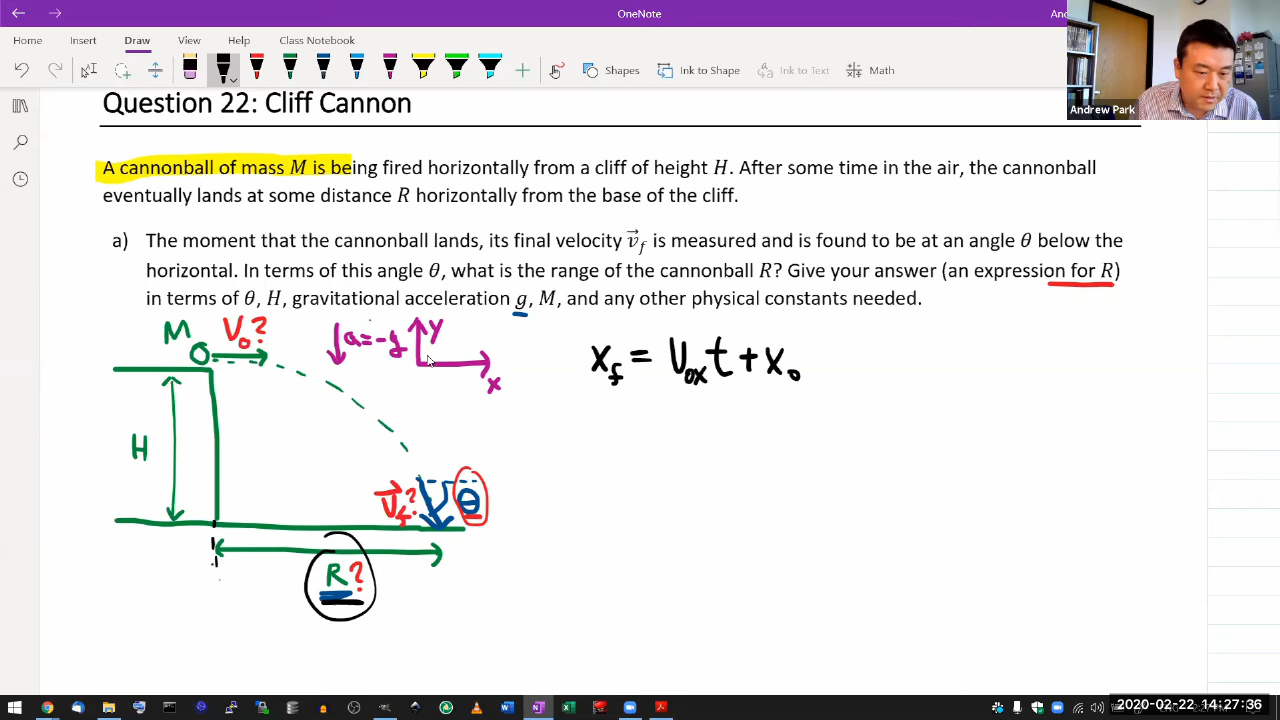 OneNote
An
Home Insert Draw View Help Class Notebook
Shapes Ink to Shape Ink to Text Math
Andrew Park
Question 22: Cliff Cannon
A cannonball of mass M is being fired horizontally from a cliff of height H. After some time in the air, the cannonball
eventually lands at some distance R horizontally from the base of the cliff.
a) The moment that the cannonball lands, its final velocity v⃗_f is measured and is found to be at an angle θ below the
horizontal. In terms of this angle θ, what is the range of the cannonball R? Give your answer (an expression for R)
in terms of θ, H, gravitational acceleration g, M, and any other physical constants needed.
M V₀? a=-g y
x
x_f = V_ox t + x₀
H
V⃗_f? θ
R?
2020-02-22 14:27:36